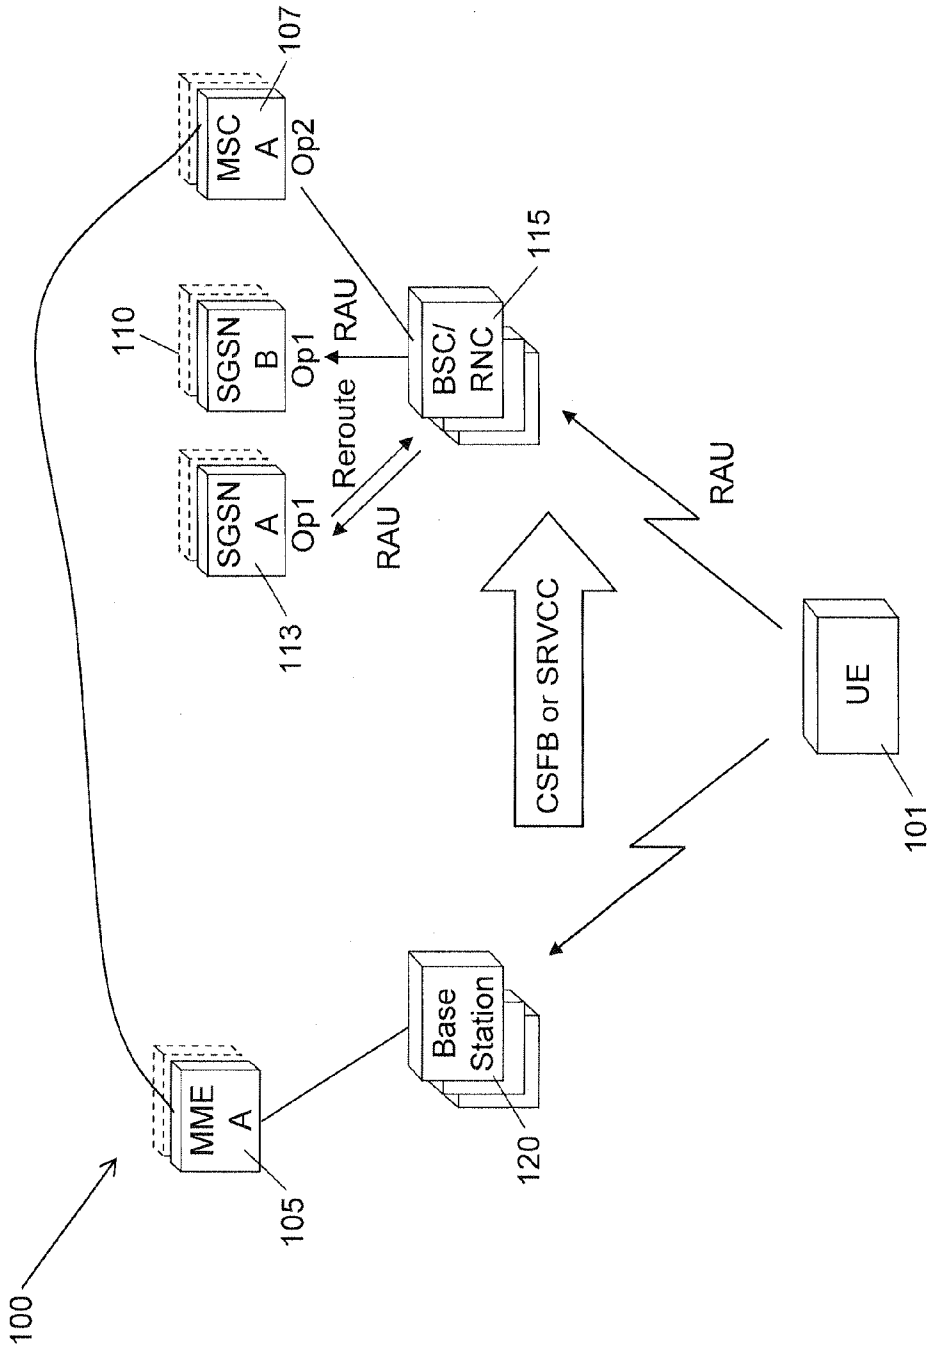 100
MME
A
105
SGSN
A
Op1
113
SGSN
B
Op1
110
MSC
A
Op2
107
RAU
Reroute
RAU
Base
Station
120
BSC/
RNC
115
CSFB or SRVCC
RAU
UE
101